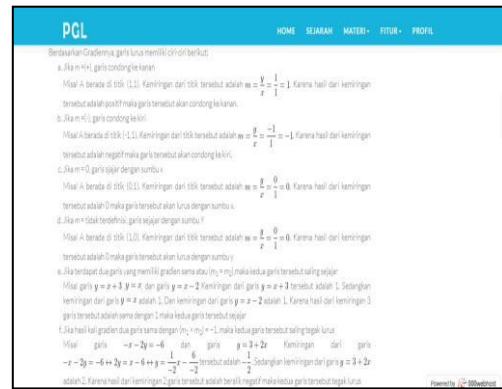 PGL HOME SEJARAH MATERI FITUR PROFIL
Berdasarkan Gradiennya, garis lurus memiliki ciri-ciri berikut:
a. Jika m =(+), garis condong ke kanan
Misal A berada di titik (1,1). Kemiringan dari titik tersebut adalah m = y/x = 1/1 = 1. Karena hasil dari kemiringan
tersebut adalah positif maka garis tersebut akan condong ke kanan.
b. Jika m =(-), garis condong ke kiri
Misal A berada di titik (-1,1). Kemiringan dari titik tersebut adalah m = y/x = -1/1 = -1. Karena hasil dari kemiringan
tersebut adalah negatif maka garis tersebut akan condong ke kiri.
c. Jika m = 0, garis sejajar dengan sumbu x
Misal A berada di titik (0,1). Kemiringan dari titik tersebut adalah m = y/x = 0/1 = 0. Karena hasil dari kemiringan
tersebut adalah 0 maka garis tersebut akan lurus dengan sumbu x.
d. Jika m = tidak terdefinisi, garis sejajar dengan sumbu Y
Misal A berada di titik (1,0). Kemiringan dari titik tersebut adalah m = y/x = 0/1 = 0. Karena hasil dari kemiringan
tersebut adalah 0 maka garis tersebut akan lurus dengan sumbu y
e. Jika terdapat dua garis yang memiliki gradien sama atau (m₁ = m₂) maka kedua garis tersebut saling sejajar
Misal garis y = x + 3, y = x dan garis y = x − 2 Kemiringan dari garis y = x + 3 tersebut adalah 1. Sedangkan
kemiringan dari garis y = x adalah 1. Dan kemiringan dari garis y = x − 2 adalah 1. Karena hasil dari kemiringan 3
garis tersebut adalah sama dengan 1 maka kedua garis tersebut sejajar
f. Jika hasil kali gradien dua garis sama dengan (m₁ × m₂) = −1, maka kedua garis tersebut saling tegak lurus
Misal garis −x − 2y = −6 dan garis y = 3 + 2x Kemiringan dari garis
−x − 2y = −6 ↔ 2y = x − 6 ↔ y = 1/−2 x − 6/−2 tersebut adalah −1/2. Sedangkan kemiringan dari garis y = 3 + 2x
adalah 2. Karena hasil dari kemiringan 2 garis tersebut adalah beralik negatif maka kedua garis tersebut tegak lurus
Powered by 000webhost